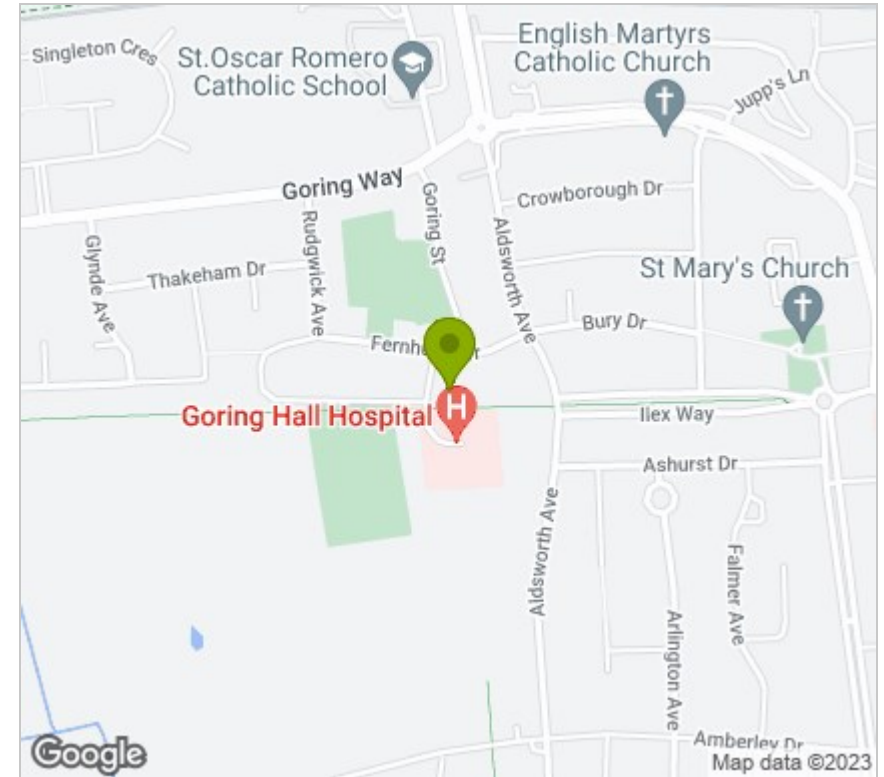 Singleton Cres
St.Oscar Romero
Catholic School
English Martyrs
Catholic Church
Jupp's Ln
Goring Way
Goring St
Crowborough Dr
Rudgwick Ave
Aldsworth Ave
Glynde Ave
Thakeham Dr
St Mary's Church
Bury Dr
Goring Hall Hospital
H
Ilex Way
Ashurst Dr
Aldsworth Ave
Falmer Ave
Arlington Ave
Amberley Dr
Google
Map data ©2023